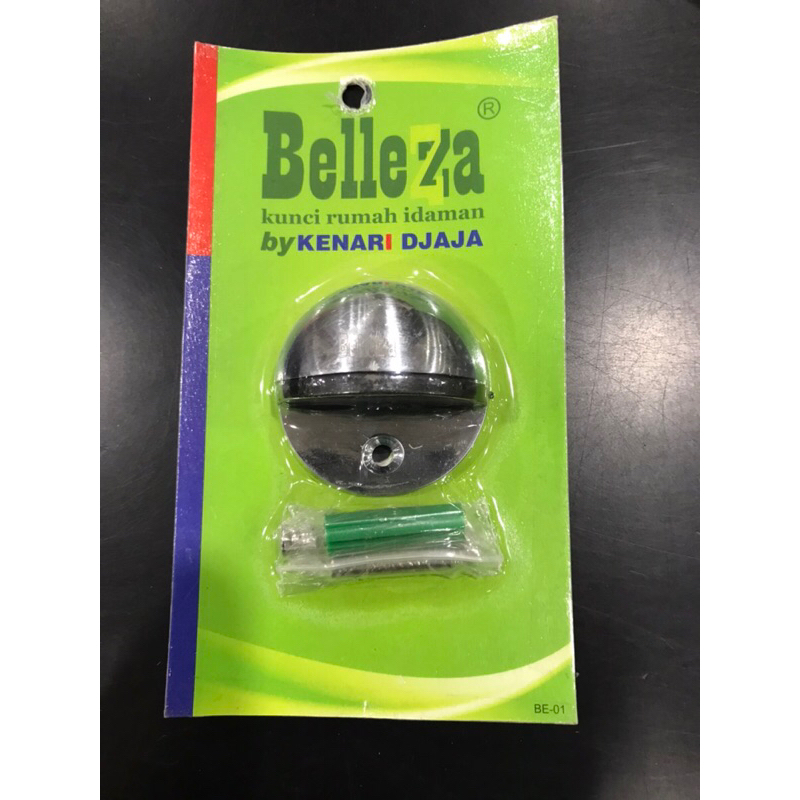 Belleza ®
kunci rumah idaman
by KENARI DJAJA
BE-01